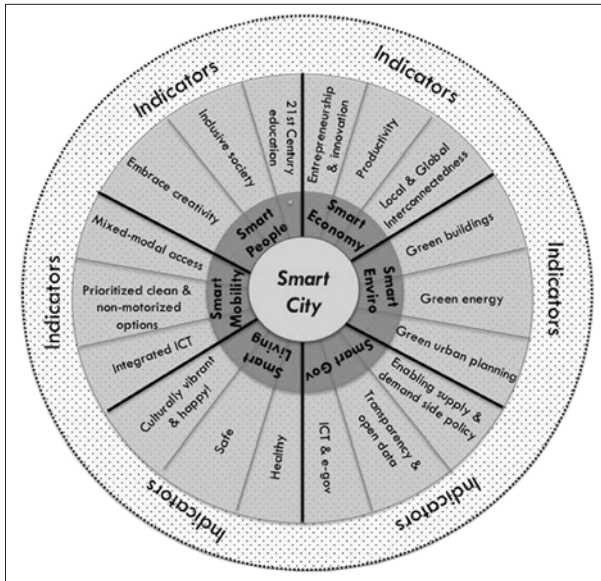 Indicators
Indicators
Indicators
Indicators
Indicators
Indicators
Smart
City
Smart
Economy
Entrepreneurship
& innovation
Productivity
Local & Global
Interconnectedness
Smart
Enviro
Green buildings
Green energy
Green urban planning
Smart Gov
Enabling supply &
demand side policy
Transparency &
open data
ICT & e-gov
Smart
Living
Healthy
Safe
Culturally vibrant
& happy!
Smart
Mobility
Integrated ICT
Prioritized clean &
non-motorized
options
Mixed-modal access
Smart
People
Embrace creativity
Inclusive society
21st Century
education